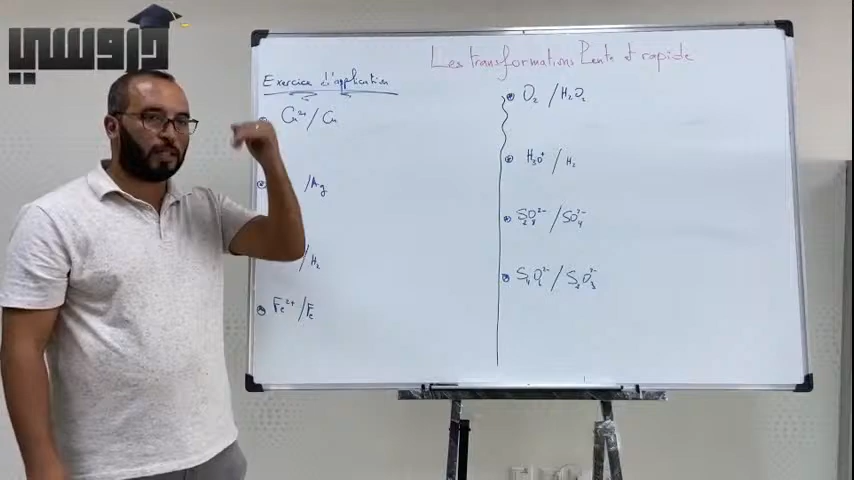 دروسي
Les transformations Lente et rapide
Exercice d'application
Cu²⁺/Cu
/Ag
/H₂
Fe²⁺/Fe
O₂ /H₂O₂
H₃O⁺/H₂
S₂O₈²⁻/SO₄²⁻
S₄O₆²⁻/S₂O₃²⁻